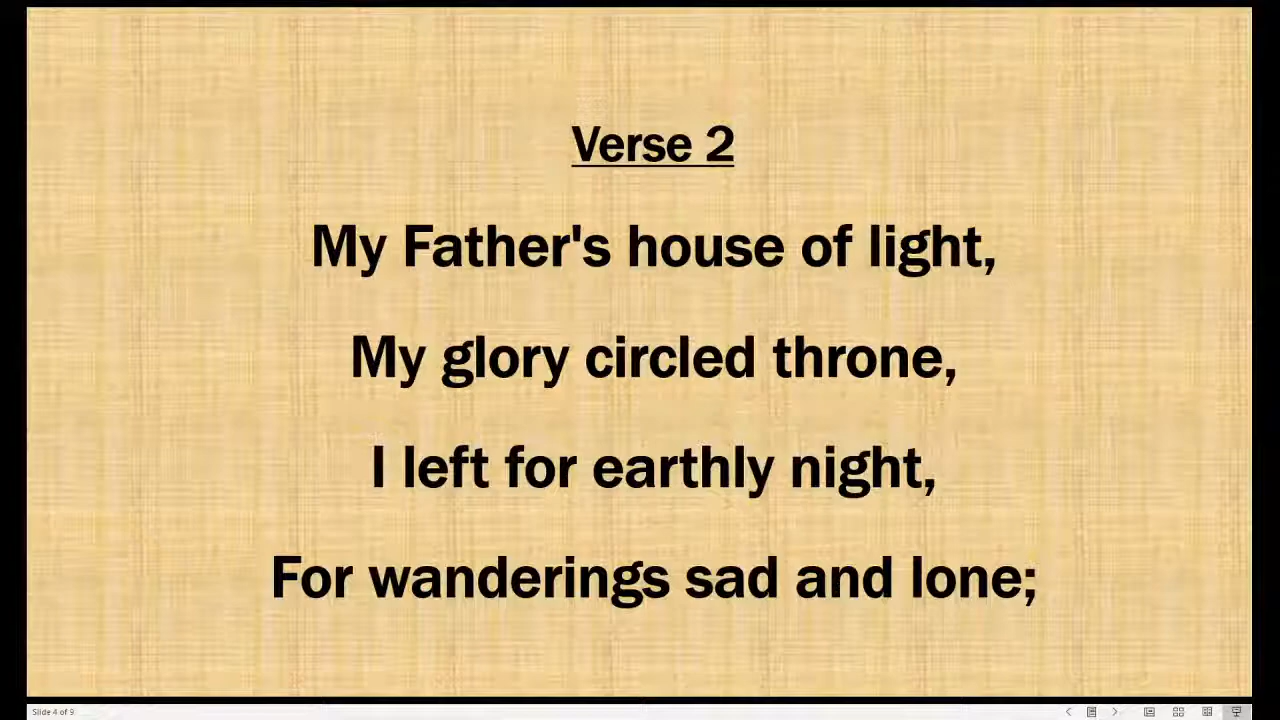 Verse 2
My Father's house of light,
My glory circled throne,
I left for earthly night,
For wanderings sad and lone;
Slide 4 of 9